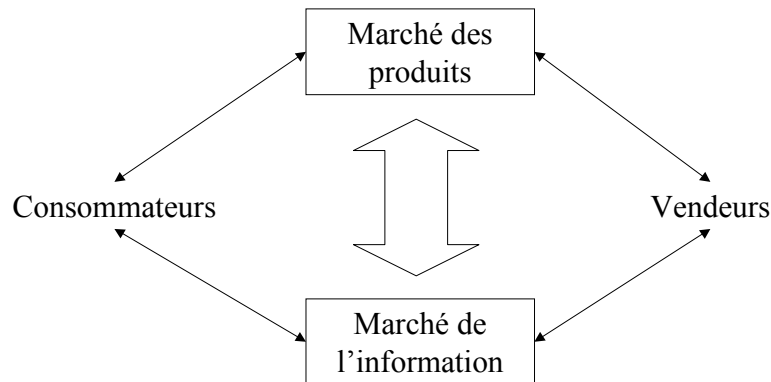 Marché des
produits
Consommateurs
Vendeurs
Marché de
l’information